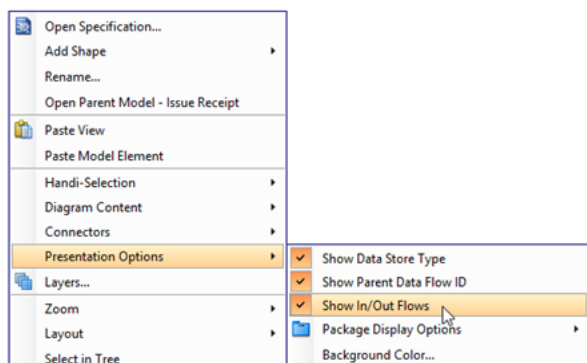 Open Specification...
Add Shape
Rename...
Open Parent Model - Issue Receipt
Paste View
Paste Model Element
Handi-Selection
Diagram Content
Connectors
Presentation Options
Layers...
Zoom
Layout
Select in Tree
Show Data Store Type
Show Parent Data Flow ID
Show In/Out Flows
Package Display Options
Background Color...